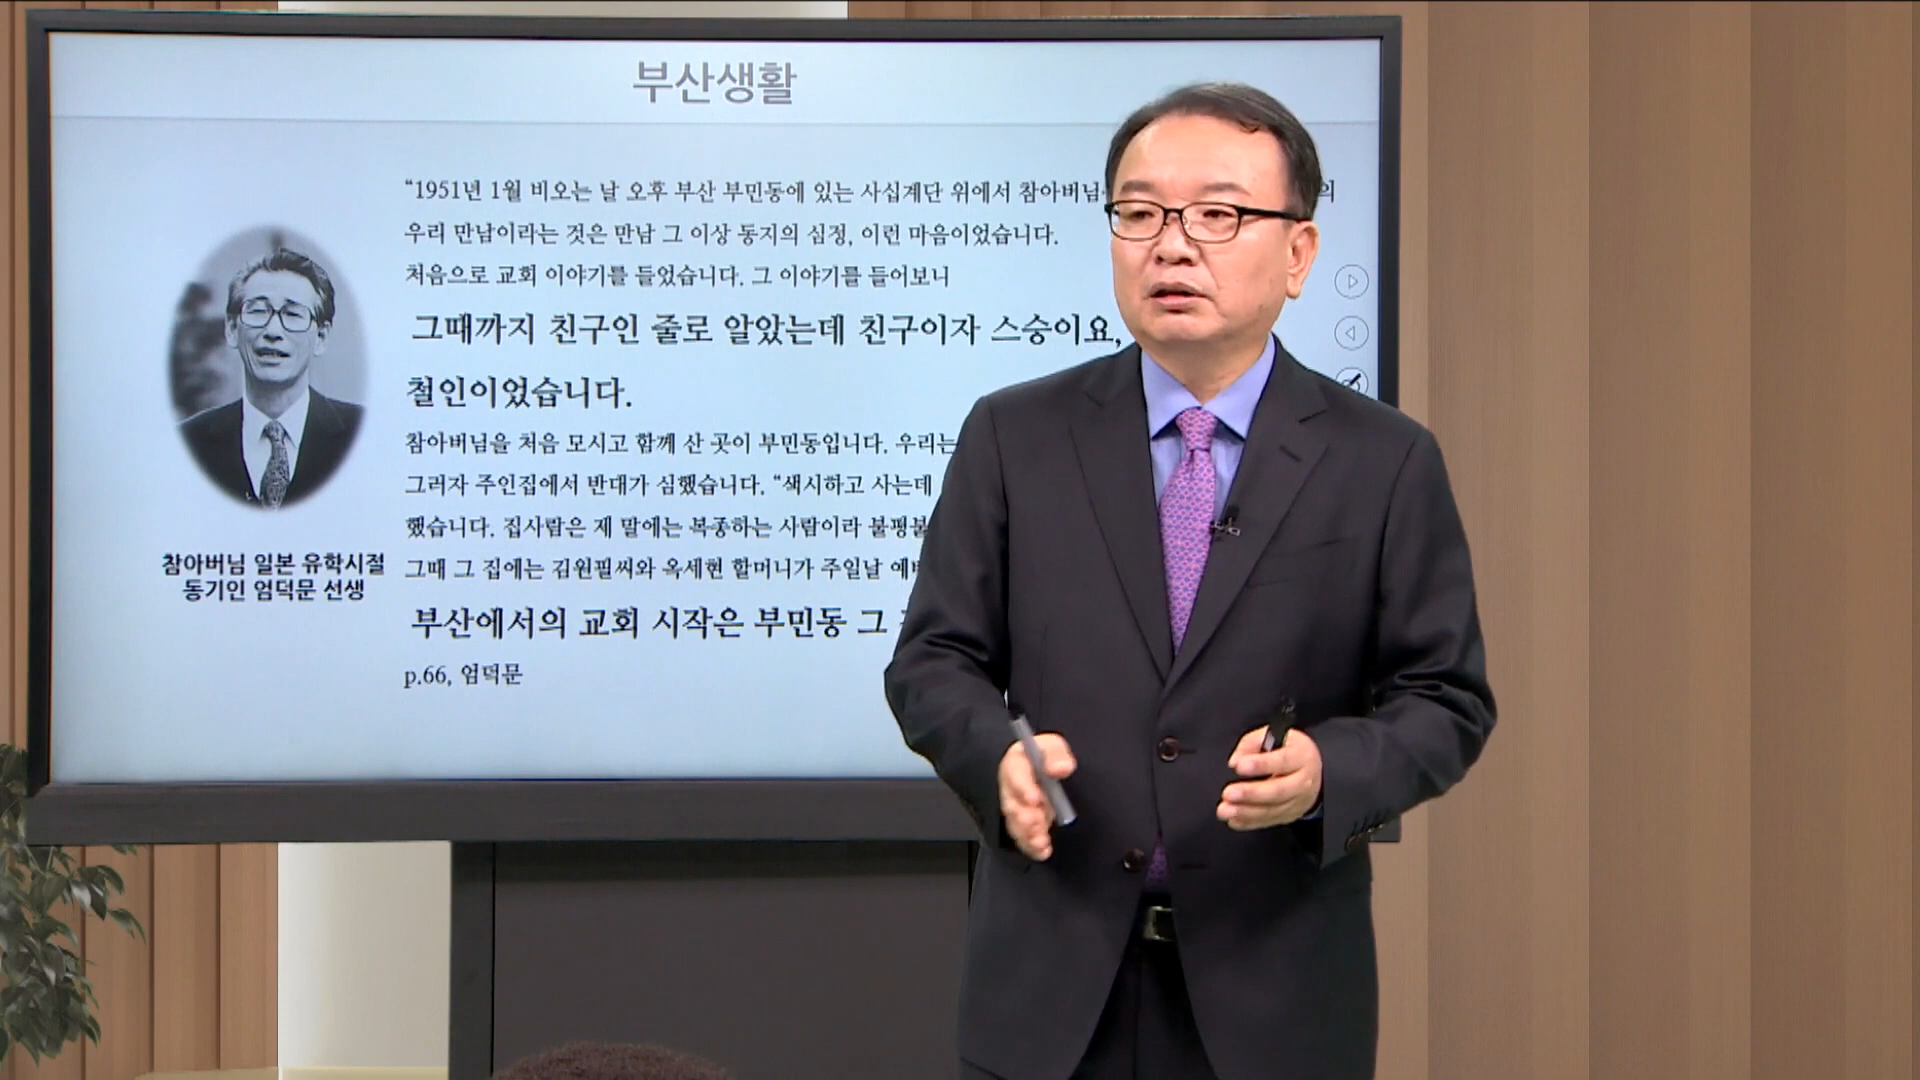 부산생활
“1951년 1월 비오는 날 오후 부산 부민동에 있는 사십계단 위에서 참아버님
의
우리 만남이라는 것은 만남 그 이상 동지의 심정, 이런 마음이었습니다.
처음으로 교회 이야기를 들었습니다. 그 이야기를 들어보니
그때까지 친구인 줄로 알았는데 친구이자 스승이요,
철인이었습니다.
참아버님을 처음 모시고 함께 산 곳이 부민동입니다. 우리는
그러자 주인집에서 반대가 심했습니다. “색시하고 사는데
했습니다. 집사람은 제 말에는 복종하는 사람이라 불평불
그때 그 집에는 김원필씨와 옥세현 할머니가 주일날
부산에서의 교회 시작은 부민동 그
p.66, 엄덕문
참아버님 일본 유학시절
동기인 엄덕문 선생